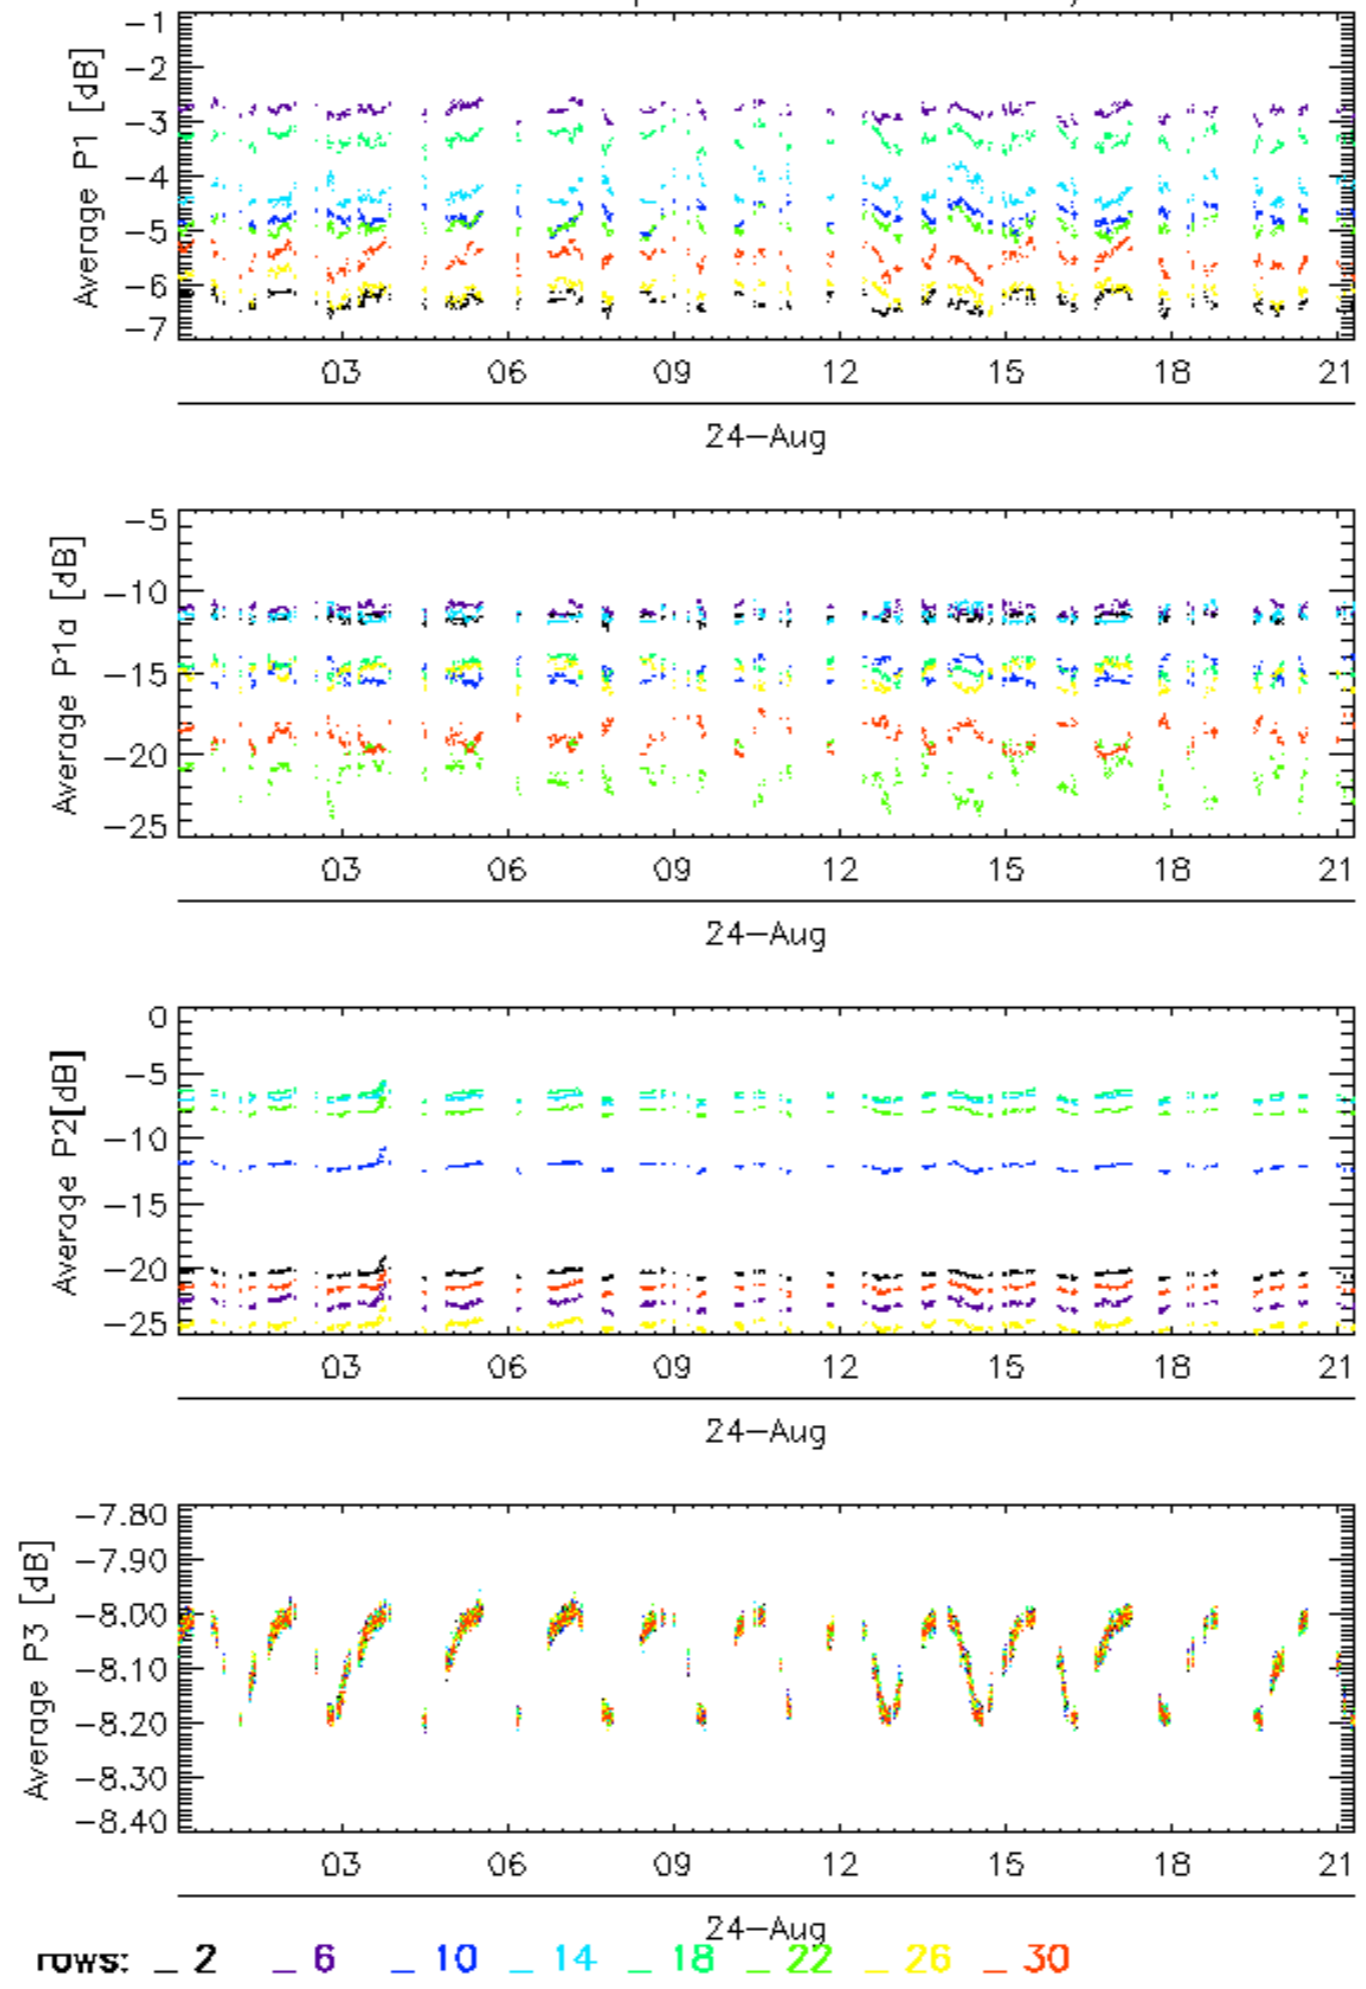 Average P1 [dB]
-1
-2
-3
-4
-5
-6
-7
03 06 09 12 15 18 21
24-Aug
Average P1a [dB]
-5
-10
-15
-20
-25
03 06 09 12 15 18 21
24-Aug
Average P2[dB]
0
-5
-10
-15
-20
-25
03 06 09 12 15 18 21
24-Aug
Average P3 [dB]
-7.80
-7.90
-8.00
-8.10
-8.20
-8.30
-8.40
03 06 09 12 15 18 21
24-Aug
rows: _ 2 _ 6 _ 10 _ 14 _ 18 _ 22 _ 26 _ 30